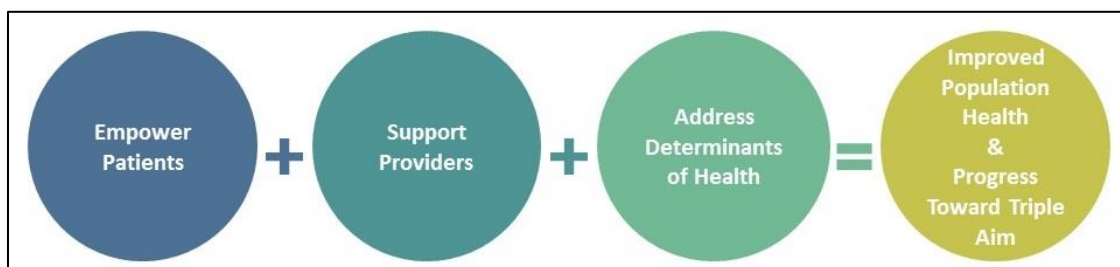 Empower
Patients
+
Support
Providers
+
Address
Determinants
of Health
=
Improved
Population
Health
&
Progress
Toward Triple
Aim